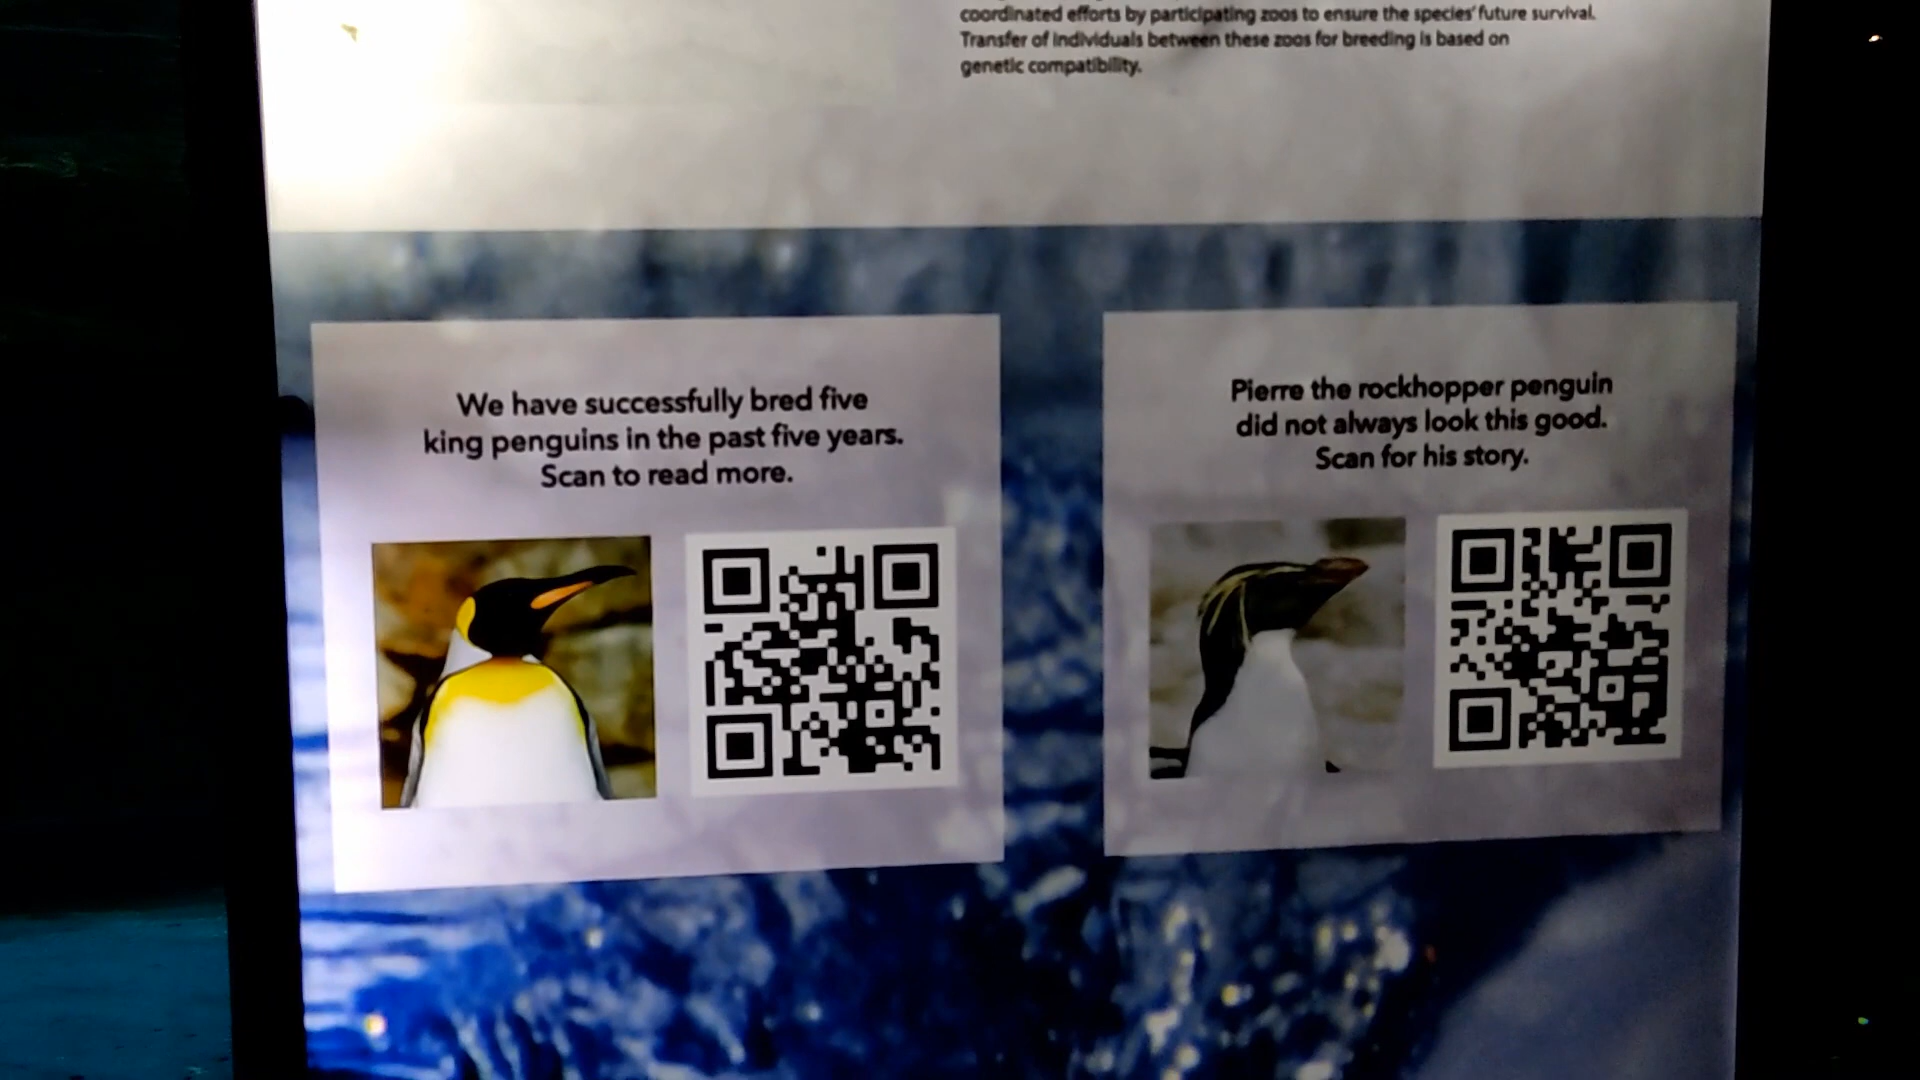 coordinated efforts by participating zoos to ensure the species' future survival.
Transfer of individuals between these zoos for breeding is based on
genetic compatibility.
We have successfully bred five
king penguins in the past five years.
Scan to read more.
Pierre the rockhopper penguin
did not always look this good.
Scan for his story.